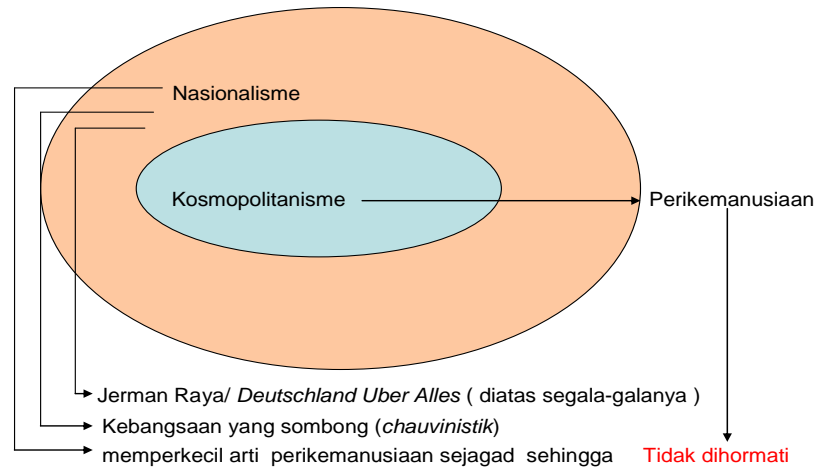 Nasionalisme
Kosmopolitanisme
Perikemanusiaan
Jerman Raya/ Deutschland Uber Alles ( diatas segala-galanya )
Kebangsaan yang sombong (chauvinistik)
memperkecil arti perikemanusiaan sejagad sehingga Tidak dihormati